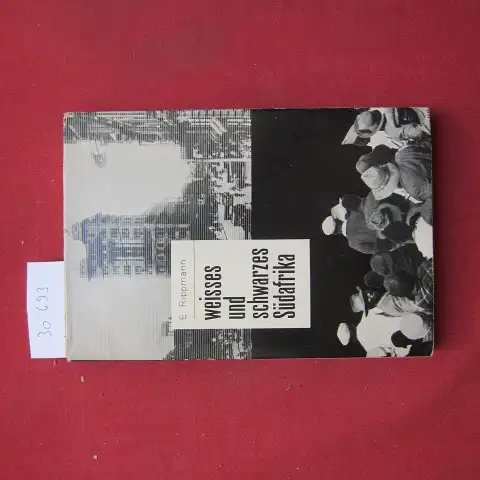 E. Rippmann
weisses
und
schwarzes
Südafrika
30 693